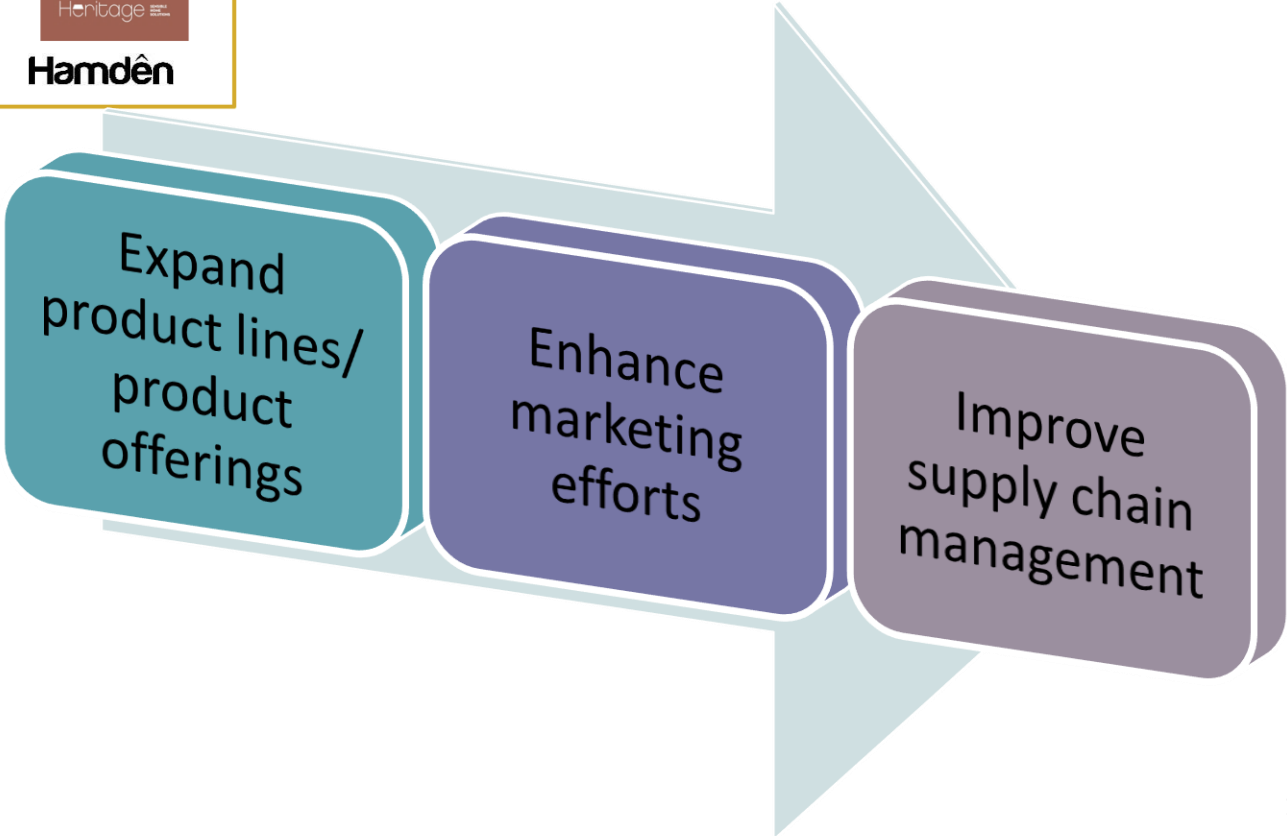 Heritage
Hamdên
Expand
product lines/
product
offerings
Enhance
marketing
efforts
Improve
supply chain
management